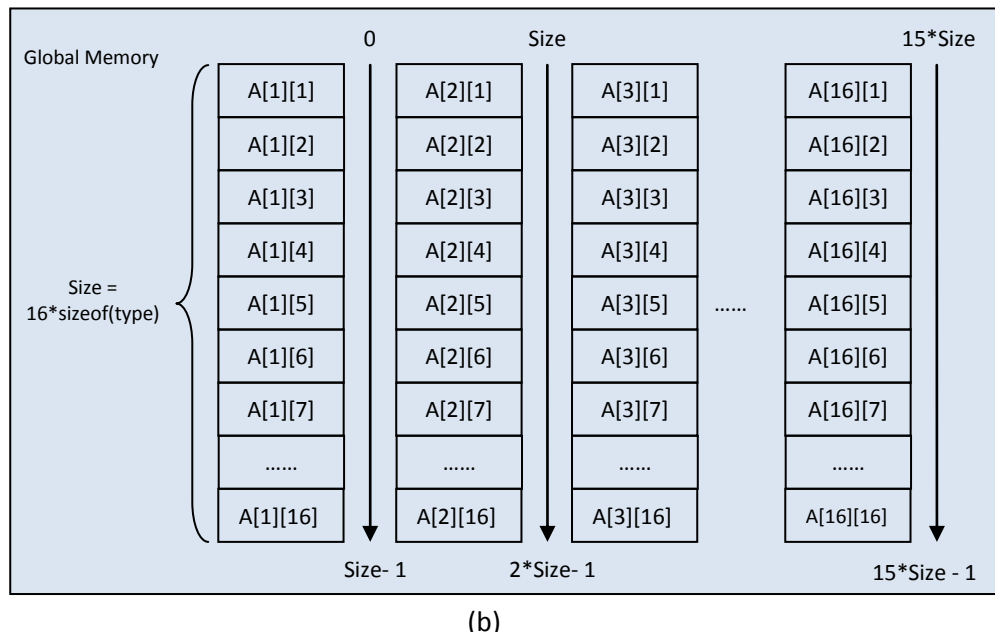 0 Size 15*Size
Global Memory
A[1][1] A[2][1] A[3][1] A[16][1]
A[1][2] A[2][2] A[3][2] A[16][2]
A[1][3] A[2][3] A[3][3] A[16][3]
A[1][4] A[2][4] A[3][4] A[16][4]
Size =
16*sizeof(type)
A[1][5] A[2][5] A[3][5] ...... A[16][5]
A[1][6] A[2][6] A[3][6] A[16][6]
A[1][7] A[2][7] A[3][7] A[16][7]
...... ...... ...... ......
A[1][16] A[2][16] A[3][16] A[16][16]
Size- 1 2*Size- 1 15*Size - 1
(b)